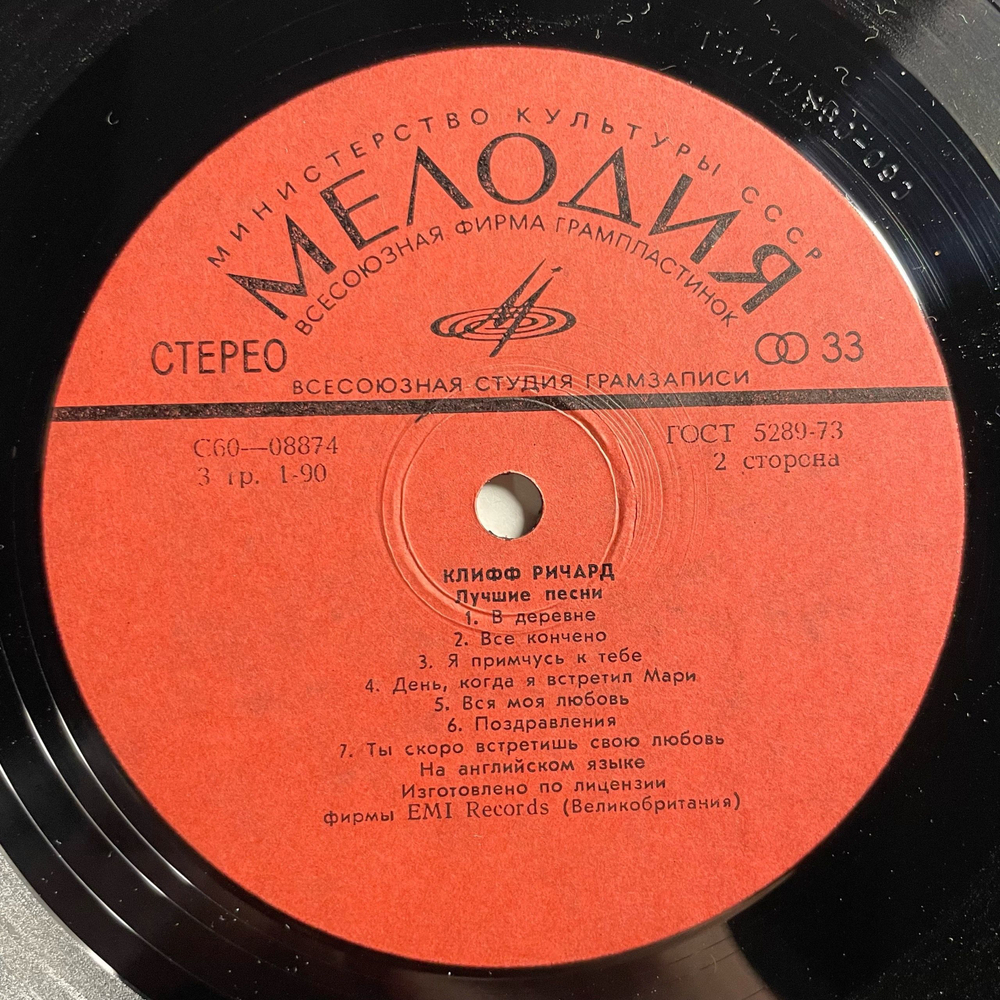 МИНИСТЕРСТВО КУЛЬТУРЫ СССР
МЕЛОДИЯ
ВСЕСОЮЗНАЯ ФИРМА ГРАМПЛАСТИНОК
СТЕРЕО
33
ВСЕСОЮЗНАЯ СТУДИЯ ГРАМЗАПИСИ
С60—08874
ГОСТ 5289-73
3 гр. 1-90
2 сторона
КЛИФФ РИЧАРД
Лучшие песни
1. В деревне
2. Все кончено
3. Я примчусь к тебе
4. День, когда я встретил Мари
5. Вся моя любовь
6. Поздравления
7. Ты скоро встретишь свою любовь
На английском языке
Изготовлено по лицензии
фирмы EMI Records (Великобритания)